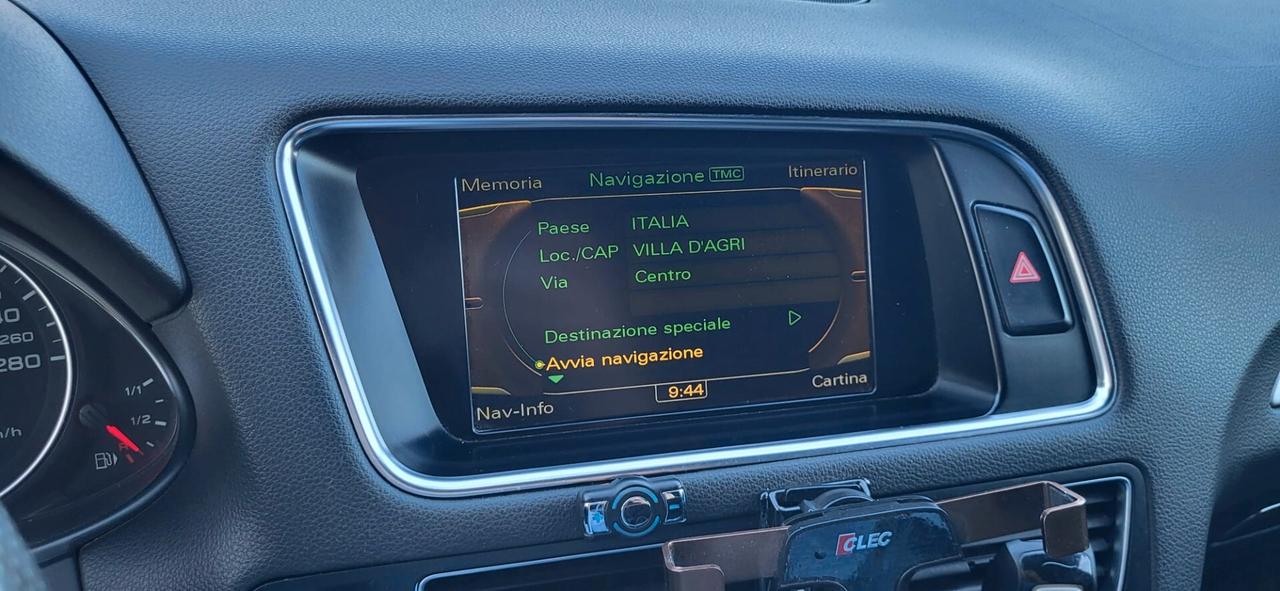 Memoria Navigazione TMC Itinerario
Paese ITALIA
Loc./CAP VILLA D'AGRI
Via Centro
Destinazione speciale
Avvia navigazione
9:44
Nav-Info Cartina
260
280
1/1
1/2
CLEC